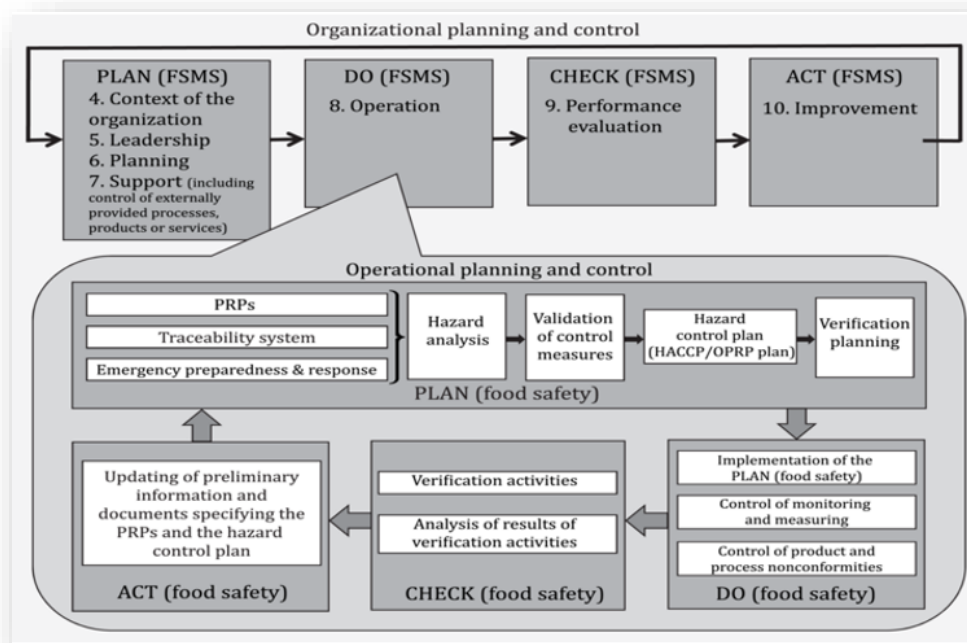 Organizational planning and control
PLAN (FSMS)
4. Context of the
organization
5. Leadership
6. Planning
7. Support (including
control of externally
provided processes,
products or services)
DO (FSMS)
8. Operation
CHECK (FSMS)
9. Performance
evaluation
ACT (FSMS)
10. Improvement
Operational planning and control
PRPs
Traceability system
Emergency preparedness & response
Hazard
analysis
Validation
of control
measures
Hazard
control plan
(HACCP/OPRP plan)
Verification
planning
PLAN (food safety)
Implementation of the
PLAN (food safety)
Control of monitoring
and measuring
Control of product and
process nonconformities
DO (food safety)
Verification activities
Analysis of results of
verification activities
CHECK (food safety)
Updating of preliminary
information and
documents specifying the
PRPs and the hazard
control plan
ACT (food safety)